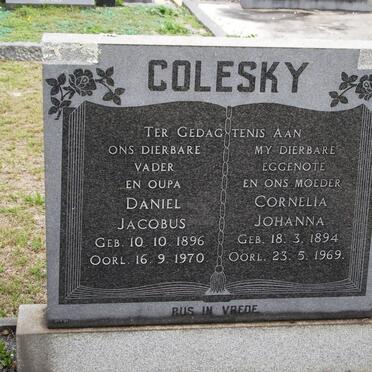 COLESKY
TER GEDAGTENIS AAN
ONS DIERBARE
VADER
EN OUPA
DANIEL
JACOBUS
GEB. 10. 10. 1896
OORL. 16. 9. 1970.
MY DIERBARE
EGGENOTE
EN ONS MOEDER
CORNELIA
JOHANNA
GEB. 18. 3. 1894
OORL. 23. 5. 1969.
RUS IN VREDE